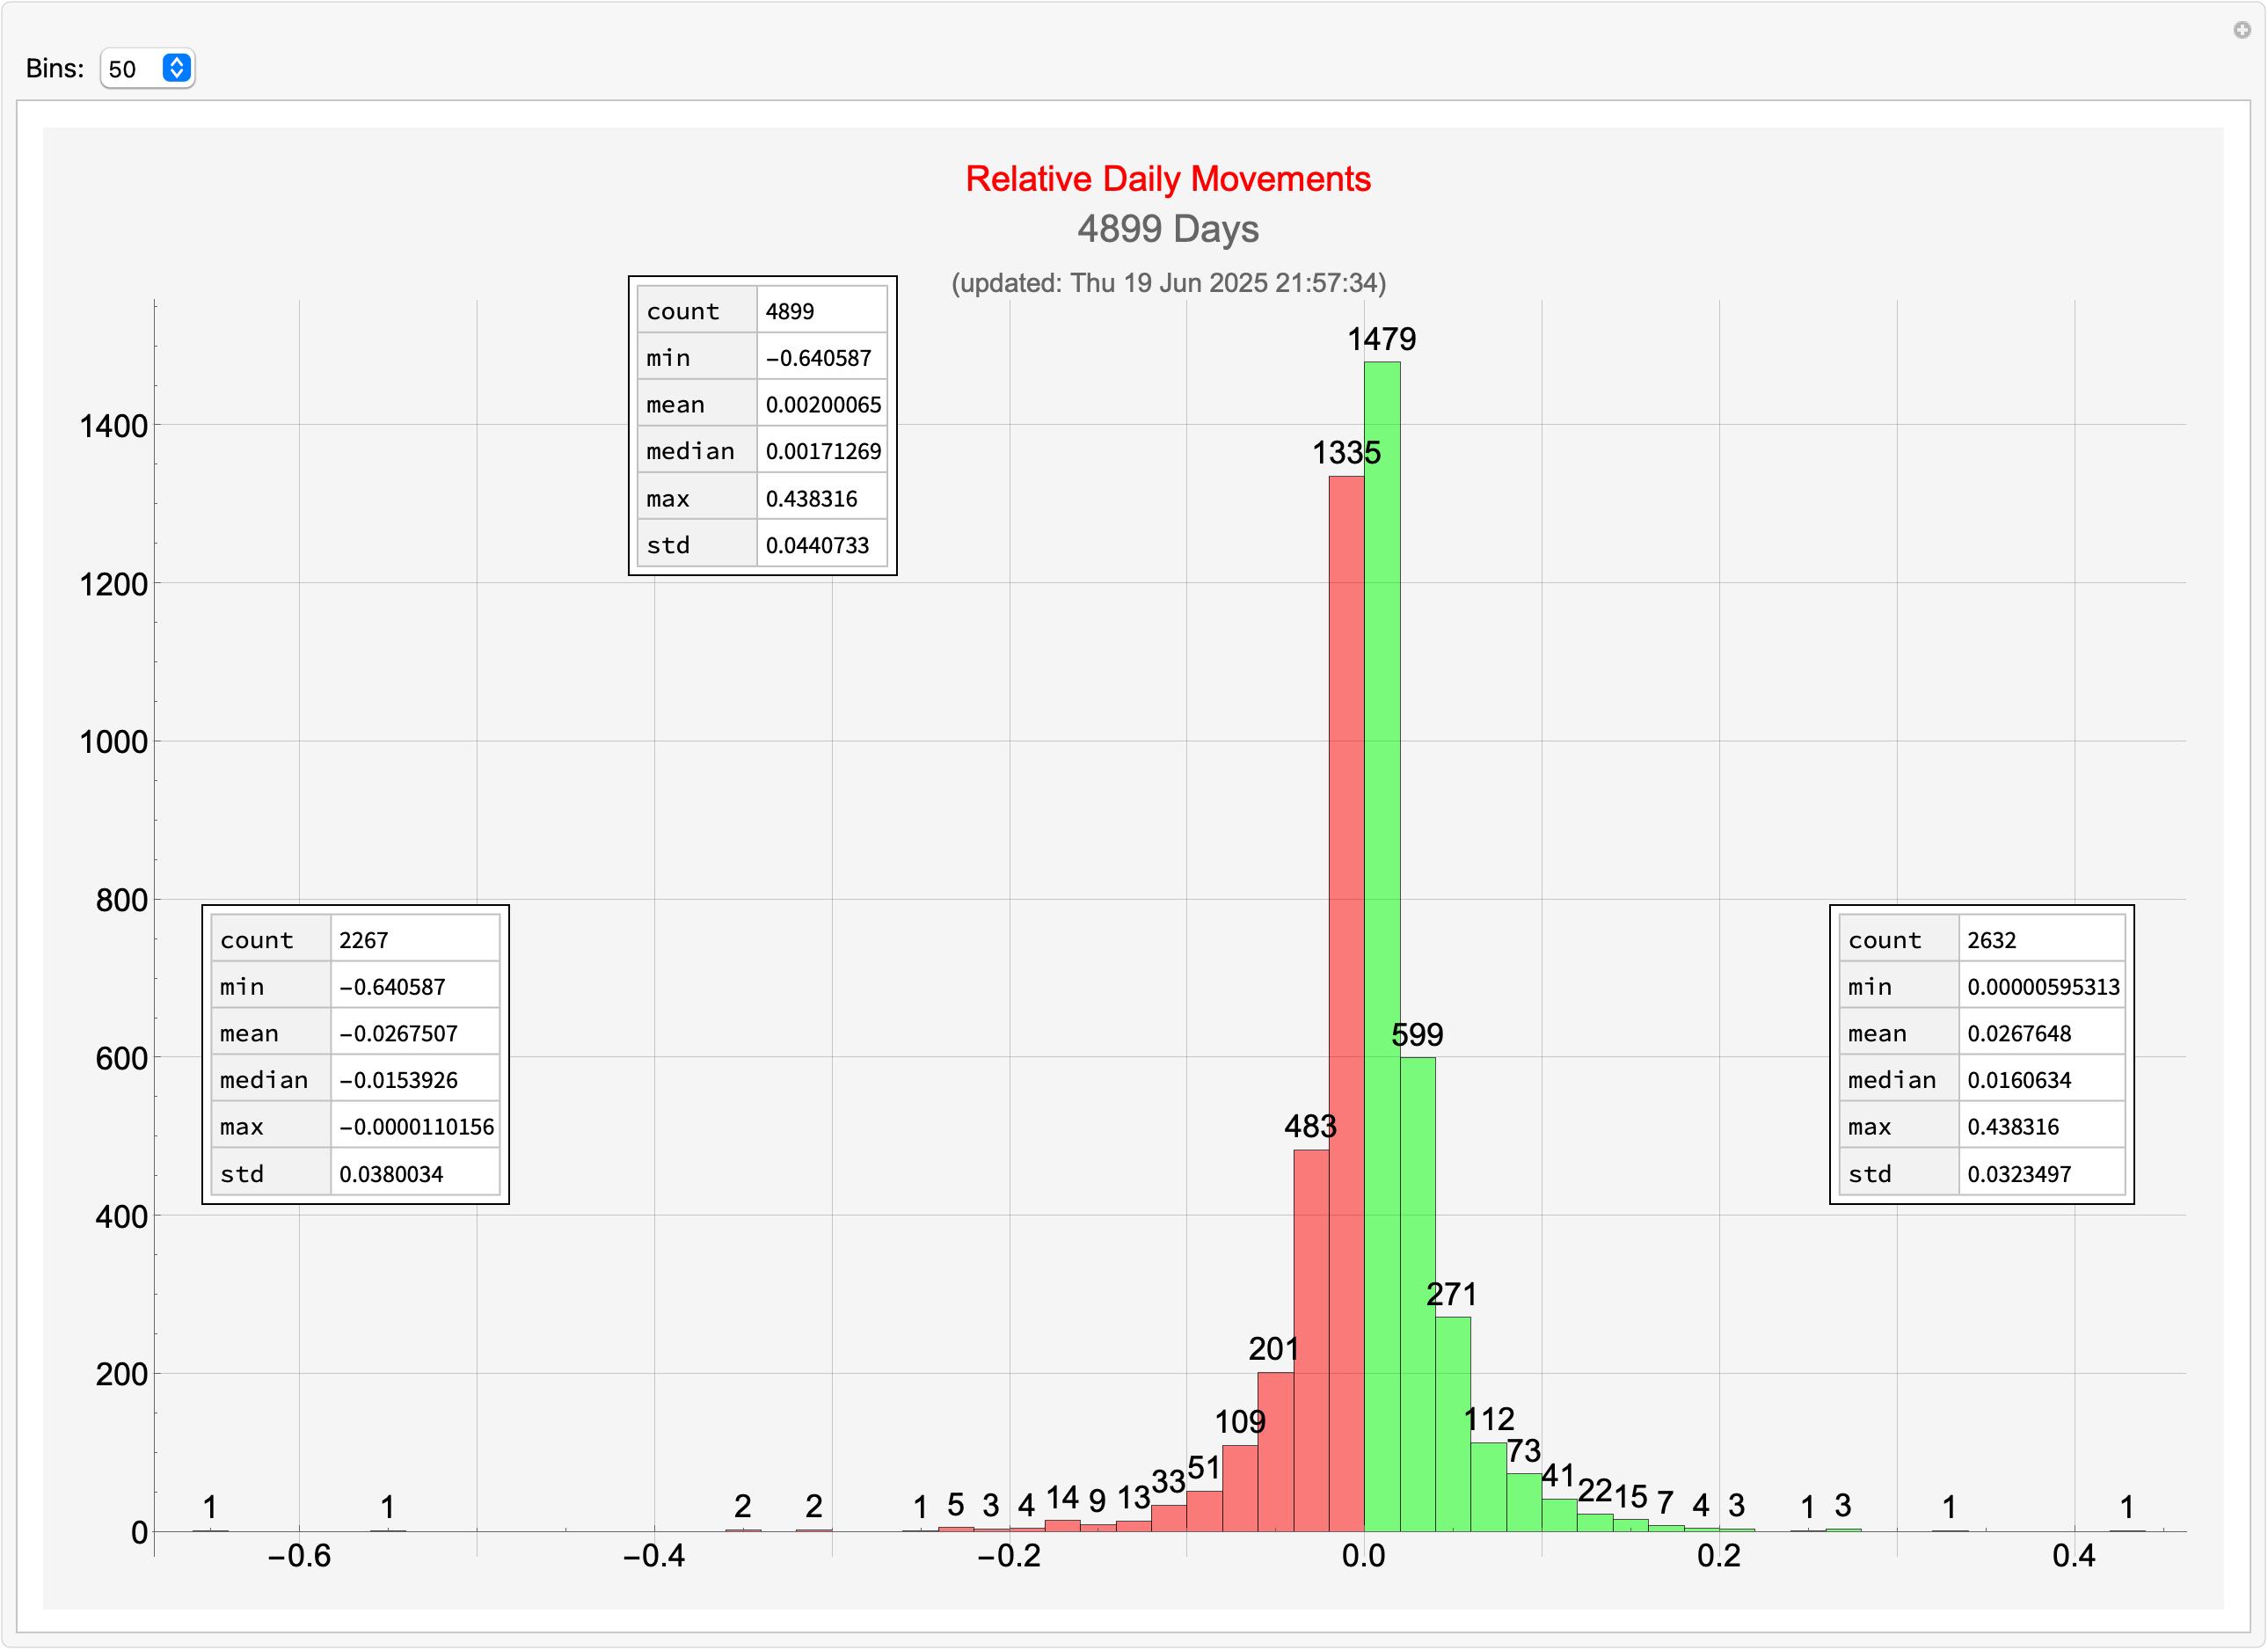 Bins: 50
Relative Daily Movements
4899 Days
(updated: Thu 19 Jun 2025 21:57:34)
count 4899
min −0.640587
mean 0.00200065
median 0.00171269
max 0.438316
std 0.0440733
count 2267
min −0.640587
mean −0.0267507
median −0.0153926
max −0.0000110156
std 0.0380034
count 2632
min 0.00000595313
mean 0.0267648
median 0.0160634
max 0.438316
std 0.0323497
1400
1200
1000
800
600
400
200
0
1 1 2 2 1 5 3 4 14 9 13 33 51 109 201 483 1335 1479 599 271 112 73 41 22 15 7 4 3 1 3 1 1
−0.6 −0.4 −0.2 0.0 0.2 0.4